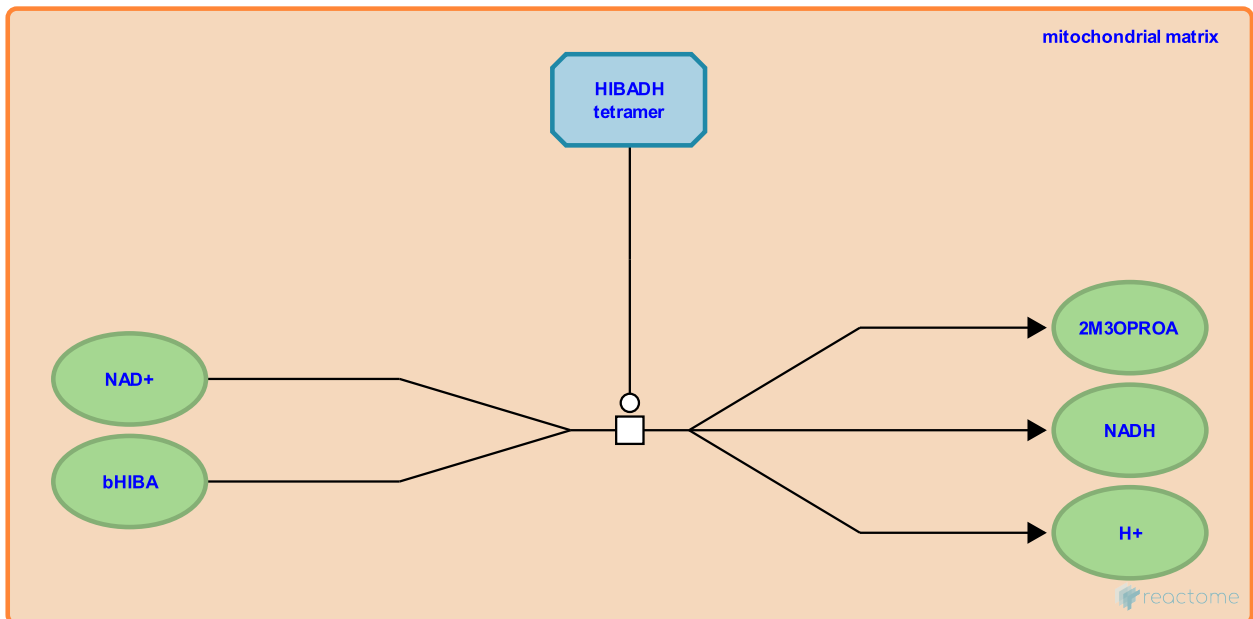 mitochondrial matrix
HIBADH
tetramer
2M3OPROA
NAD+
NADH
bHIBA
H+
reactome